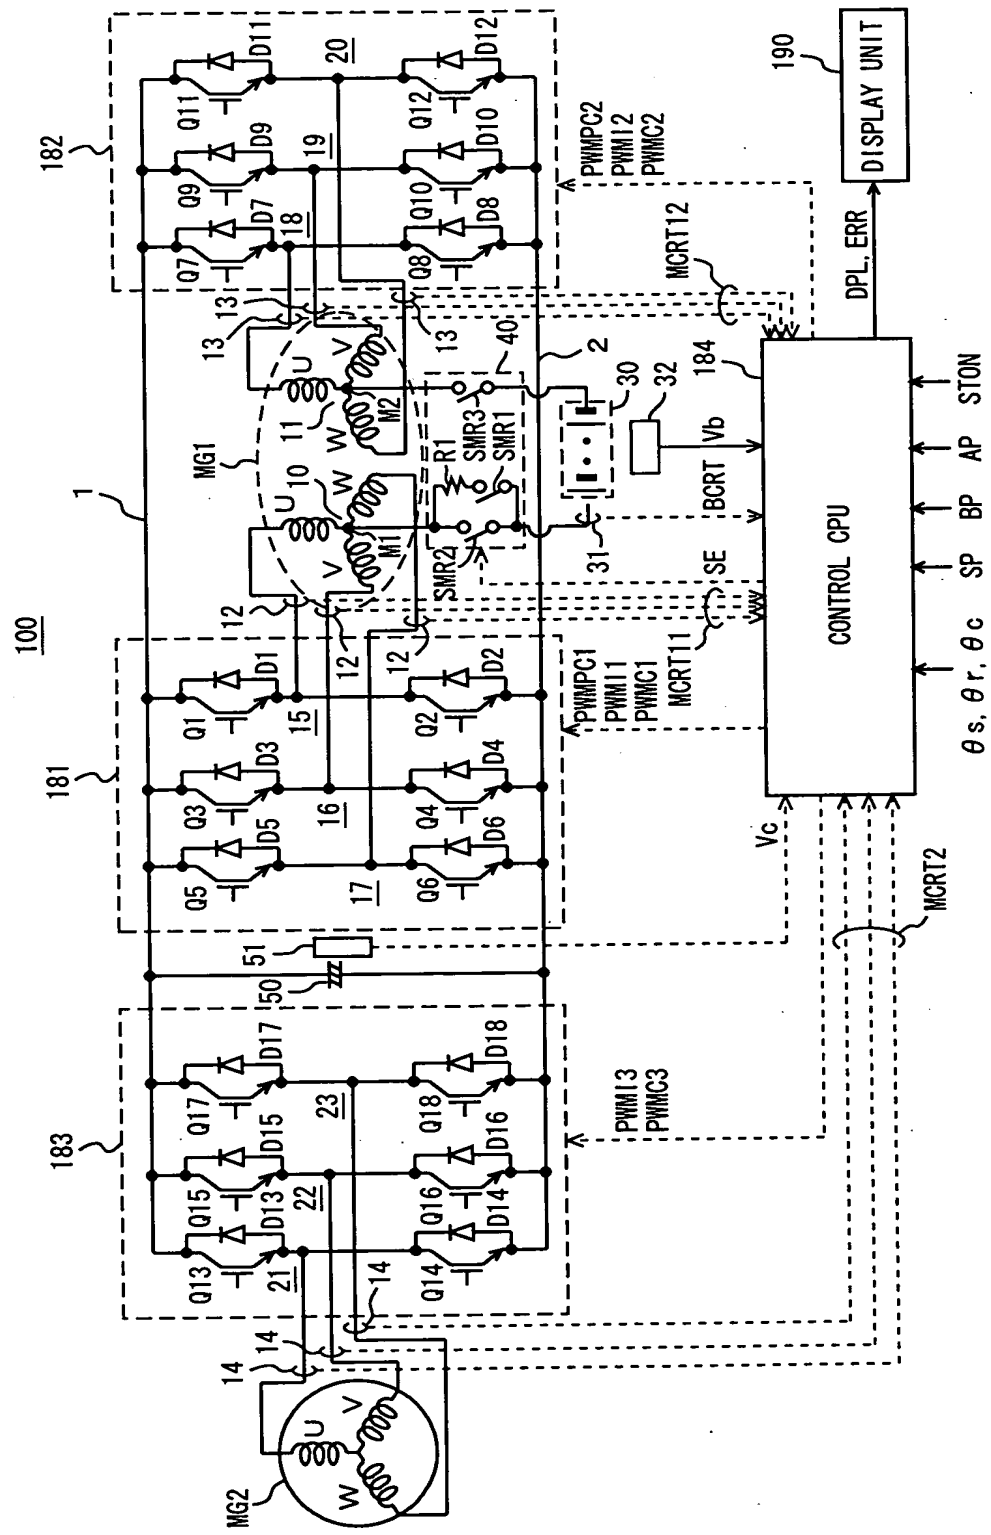 100
1
2
181
182
183
Q13
D13
Q15
D15
Q17
D17
Q14
D14
Q16
D16
Q18
D18
21
22
23
50
51
Q5
D5
Q3
D3
Q1
D1
Q6
D6
Q4
D4
Q2
D2
17
16
15
Q7
D7
Q9
D9
Q11
D11
Q8
D8
Q10
D10
Q12
D12
18
19
20
MG2
U
V
W
14
14
14
MG1
U
V
W
10
M1
U
V
W
11
M2
12
12
12
13
13
13
40
R1
SMR1
SMR2
SMR3
30
31
32
BCRT
Vb
SE
MCRT11
MCRT12
PWMPC1
PWMI1
PWMC1
PWMPC2
PWMI2
PWMC2
PWMI3
PWMC3
Vc
MCRT2
184
CONTROL CPU
θs, θr, θc
SP
BP
AP
STON
DPL, ERR
190
DISPLAY UNIT